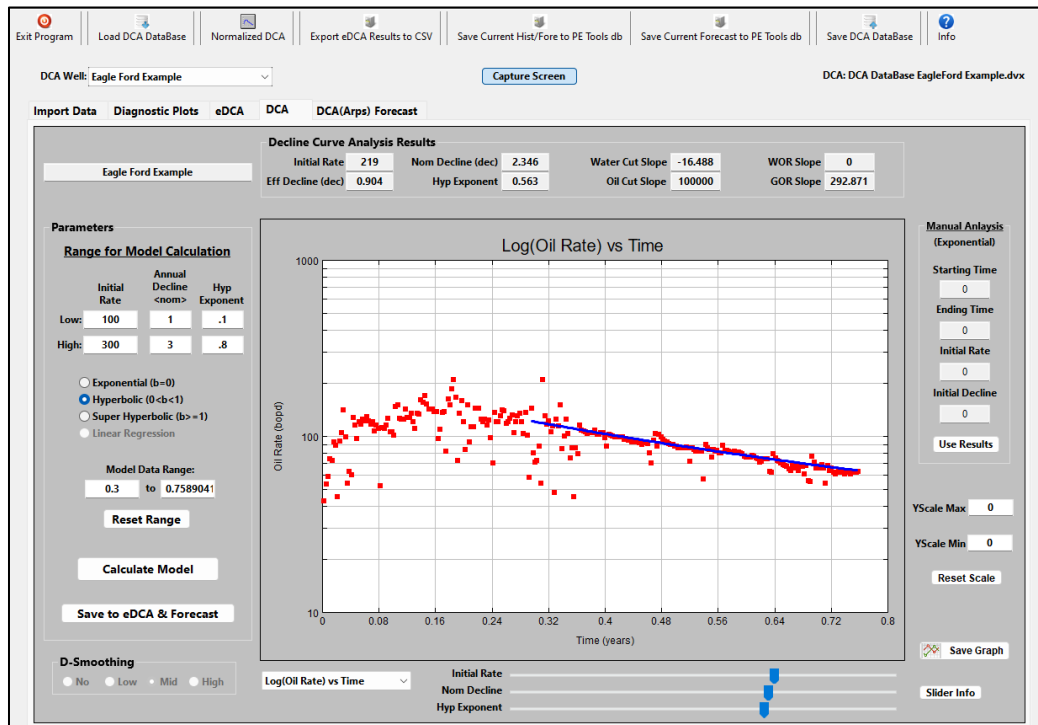 Exit Program Load DCA DataBase Normalized DCA Export eDCA Results to CSV Save Current Hist/Fore to PE Tools db Save Current Forecast to PE Tools db Save DCA DataBase Info
DCA Well: Eagle Ford Example Capture Screen DCA: DCA DataBase EagleFord Example.dvx
Import Data Diagnostic Plots eDCA DCA DCA(Arps) Forecast
Decline Curve Analysis Results
Initial Rate 219 Nom Decline (dec) 2.346 Water Cut Slope -16.488 WOR Slope 0
Eff Decline (dec) 0.904 Hyp Exponent 0.563 Oil Cut Slope 100000 GOR Slope 292.871
Eagle Ford Example
Parameters
Range for Model Calculation
Initial Rate Annual Decline <nom> Hyp Exponent
Low: 100 1 .1
High: 300 3 .8
Exponential (b=0)
Hyperbolic (0<b<1)
Super Hyperbolic (b>=1)
Linear Regression
Model Data Range:
0.3 to 0.7589041
Reset Range
Calculate Model
Save to eDCA & Forecast
D-Smoothing
No Low Mid High
Log(Oil Rate) vs Time
1000
100
10
Oil Rate (bopd)
0 0.08 0.16 0.24 0.32 0.4 0.48 0.56 0.64 0.72 0.8
Time (years)
Log(Oil Rate) vs Time
Initial Rate
Nom Decline
Hyp Exponent
Manual Anlaysis
(Exponential)
Starting Time
0
Ending Time
0
Initial Rate
0
Initial Decline
0
Use Results
YScale Max 0
YScale Min 0
Reset Scale
Save Graph
Slider Info